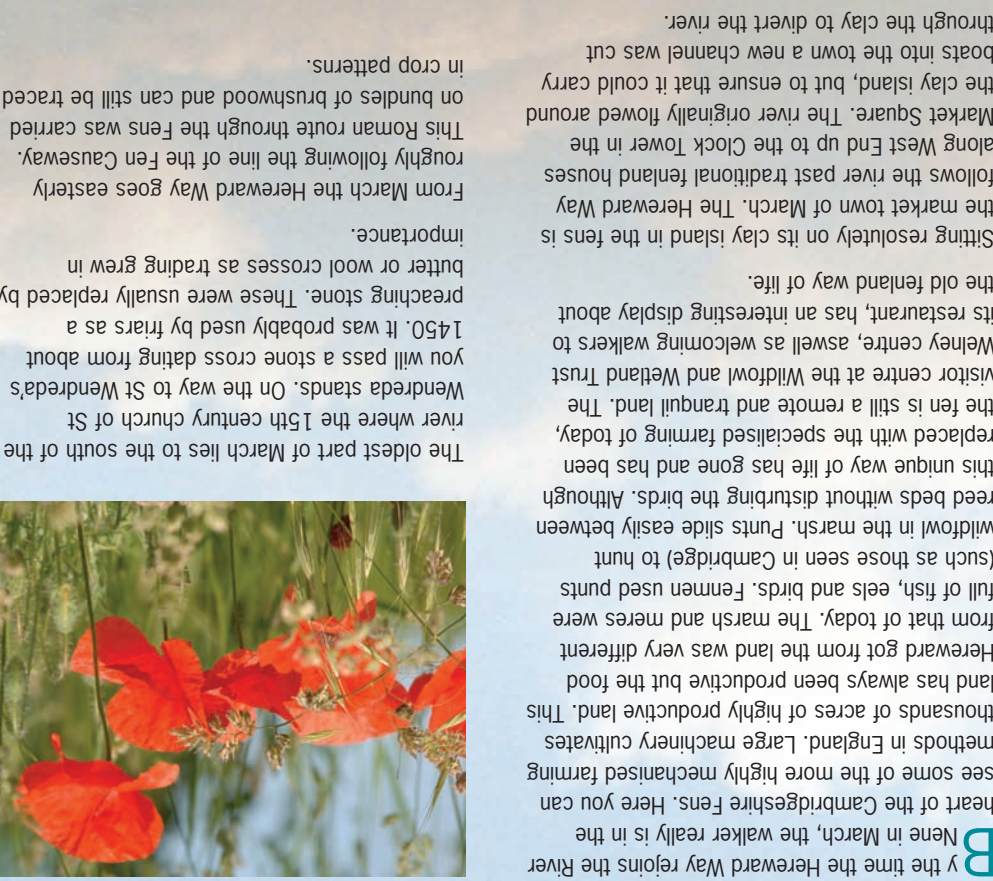 By the time the Hereward Way rejoins the River
Nene in March, the walker really is in the
heart of the Cambridgeshire Fens. Here you can
see some of the more highly mechanised farming
methods in England. Large machinery cultivates
thousands of acres of highly productive land. This
land has always been productive but the food
Hereward got from the land was very different
from that of today. The marsh and meres were
full of fish, eels and birds. Fenmen used punts
(such as those seen in Cambridge) to hunt
wildfowl in the marsh. Punts slide easily between
reed beds without disturbing the birds. Although
this unique way of life has gone and has been
replaced with the specialised farming of today,
the fen is still a remote and tranquil land. The
visitor centre at the Wildfowl and Wetland Trust
Welney centre, aswell as welcoming walkers to
its restaurant, has an interesting display about
the old fenland way of life.
Sitting resolutely on its clay island in the fens is
the market town of March. The Hereward Way
follows the river past traditional fenland houses
along West End up to the Clock Tower in the
Market Square. The river originally flowed around
the clay island, but to ensure that it could carry
boats into the town a new channel was cut
through the clay to divert the river.
The oldest part of March lies to the south of the
river where the 15th century church of St
Wendreda stands. On the way to St Wendreda's
you will pass a stone cross dating from about
1450. It was probably used by friars as a
preaching stone. These were usually replaced by
butter or wool crosses as trading grew in
importance.
From March the Hereward Way goes easterly
roughly following the line of the Fen Causeway.
This Roman route through the Fens was carried
on bundles of brushwood and can still be traced
in crop patterns.